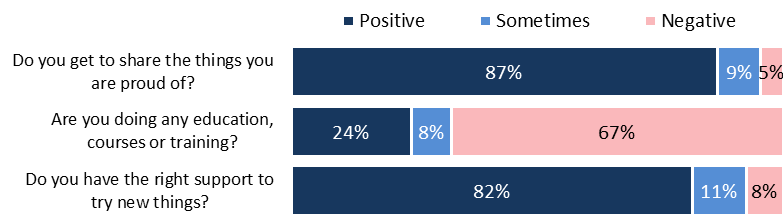 Positive Sometimes Negative
Do you get to share the things you
are proud of?
87% 9% 5%
Are you doing any education,
courses or training?
24% 8% 67%
Do you have the right support to
try new things?
82% 11% 8%